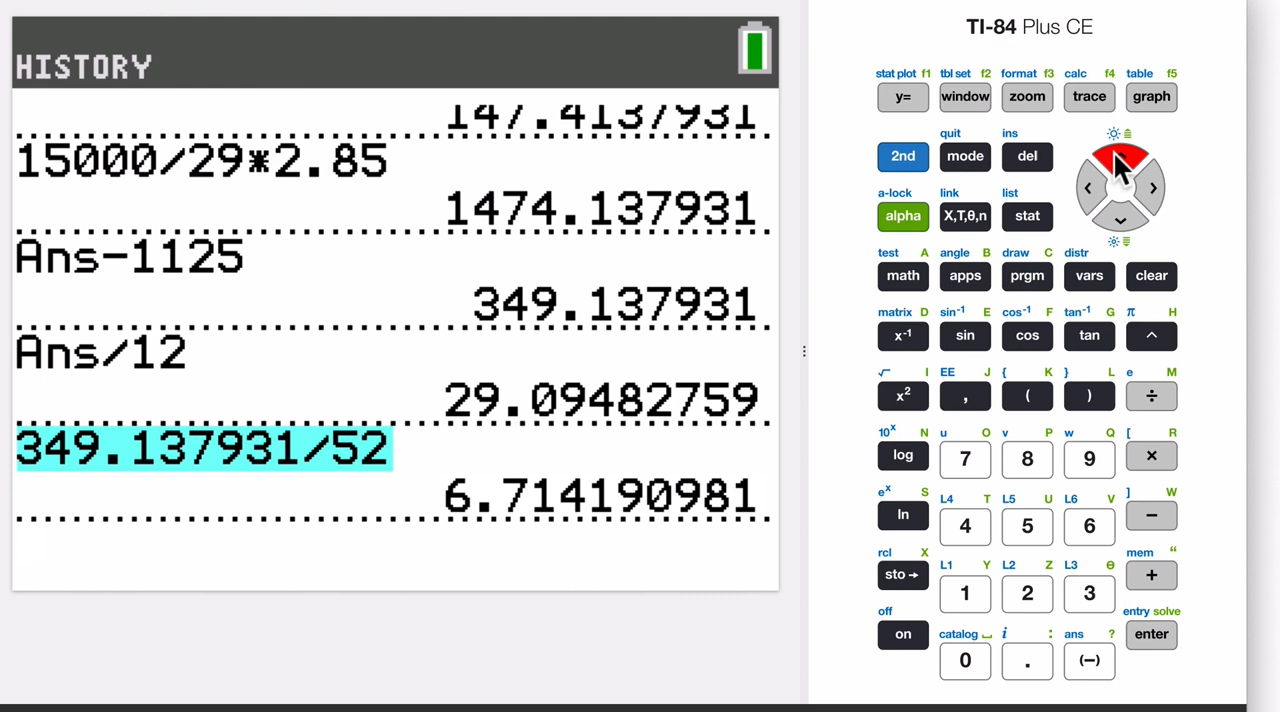 HISTORY
147.4137931
15000/29*2.85
1474.137931
Ans-1125
349.137931
Ans/12
29.09482759
349.137931/52
6.714190981
TI-84 Plus CE
stat plot f1 tbl set f2 format f3 calc f4 table f5
y= window zoom trace graph
quit ins
2nd mode del
a-lock link list
alpha X,T,θ,n stat
test A angle B draw C distr
math apps prgm vars clear
matrix D sin-1 E cos-1 F tan-1 G π H
x-1 sin cos tan ^
√ I EE J { K } L e M
x² , ( ) ÷
10x N u O v P w Q [ R
log 7 8 9 ×
ex S L4 T L5 U L6 V ] W
ln 4 5 6 −
rcl X L1 Y L2 Z L3 θ mem “
sto→ 1 2 3 +
off catalog ⎵ i : ans ? entry solve
on 0 . (−) enter